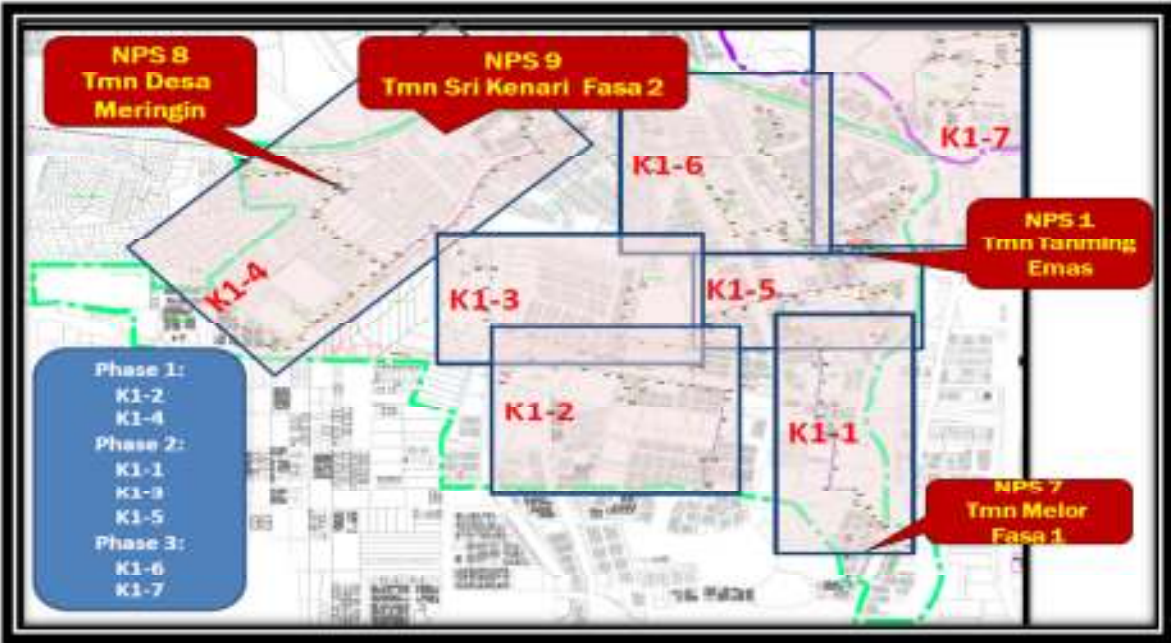 NPS 8
Tmn Desa
Meringin
NPS 9
Tmn Sri Kenari Fasa 2
K1-7
K1-6
NPS 1
Tmn Tanming
Emas
K1-4
K1-3
K1-5
K1-2
K1-1
NPS 7
Tmn Melor
Fasa 1
Phase 1:
K1-2
K1-4
Phase 2:
K1-1
K1-3
K1-5
Phase 3:
K1-6
K1-7